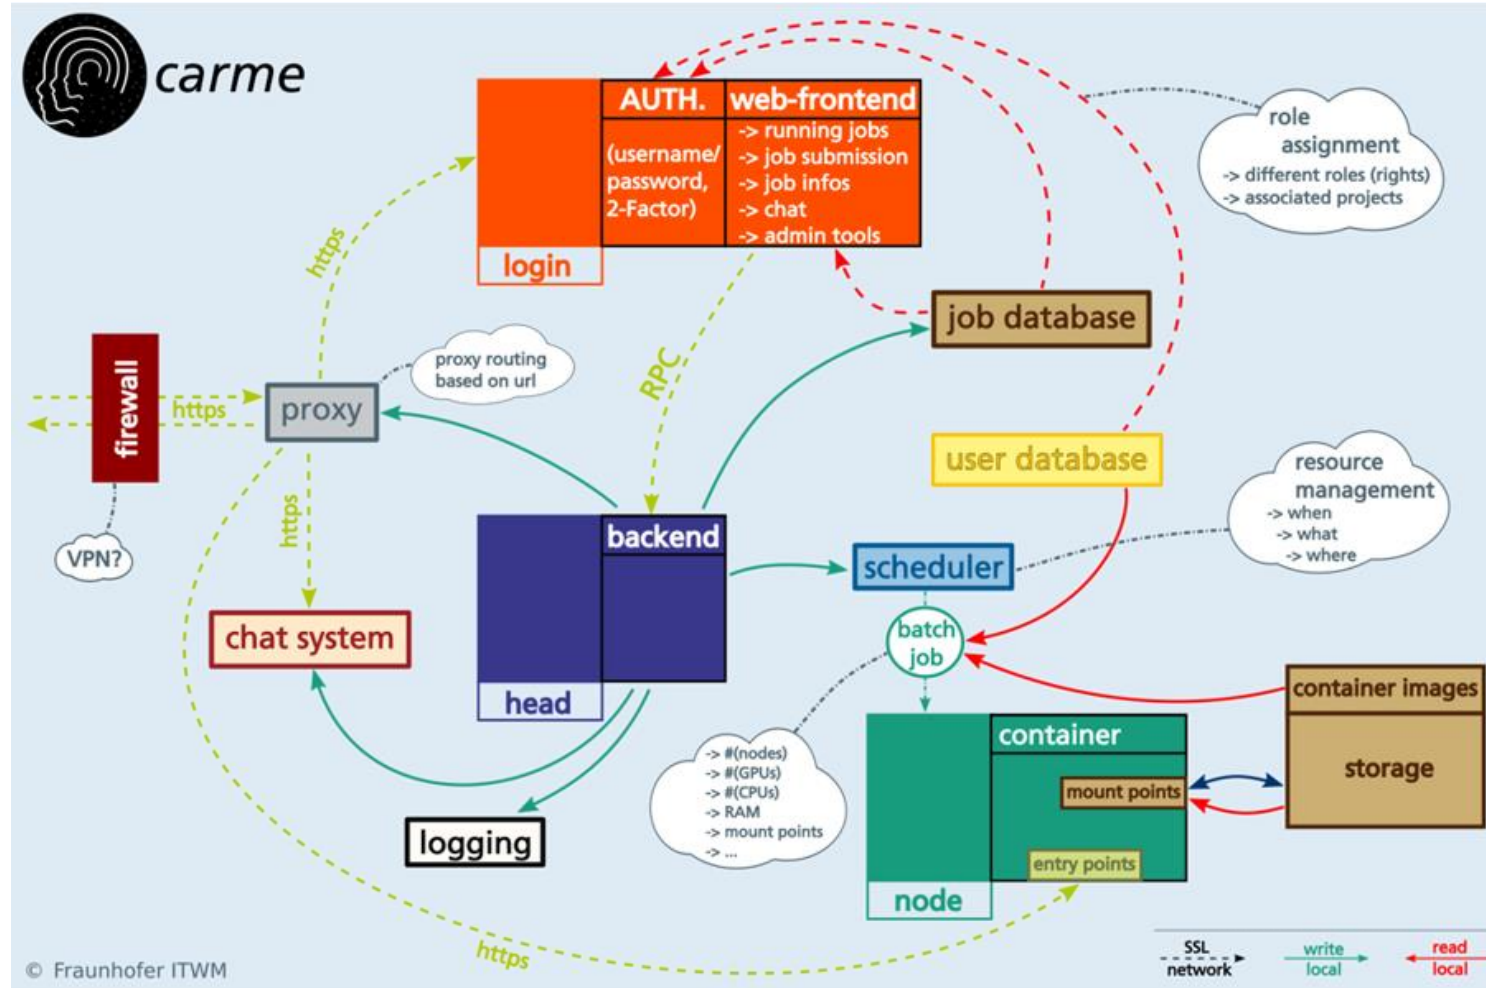 carme
AUTH.
(username/
password,
2-Factor)
web-frontend
-> running jobs
-> job submission
-> job infos
-> chat
-> admin tools
login
role
assignment
-> different roles (rights)
-> associated projects
https
job database
proxy routing
based on url
RPC
firewall
https
proxy
user database
resource
management
-> when
-> what
-> where
VPN?
https
backend
head
scheduler
batch
job
chat system
container images
storage
container
mount points
entry points
node
-> #(nodes)
-> #(GPUs)
-> #(CPUs)
-> RAM
-> mount points
-> ...
logging
https
SSL
network
write
local
read
local
© Fraunhofer ITWM